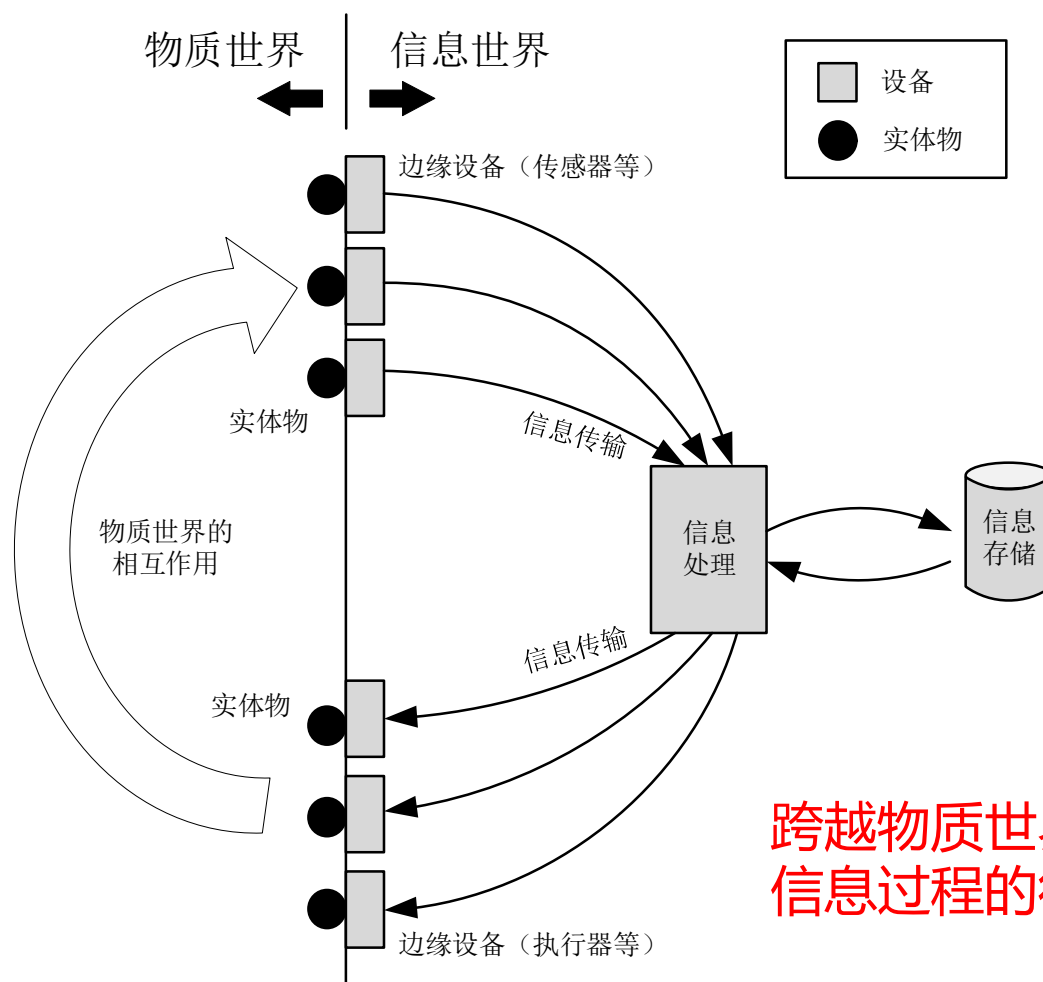 物质世界
信息世界
设备
实体物
边缘设备（传感器等）
实体物
信息传输
物质世界的
相互作用
信息
处理
信息
存储
信息传输
实体物
跨越物质世
信息过程的
边缘设备（执行器等）